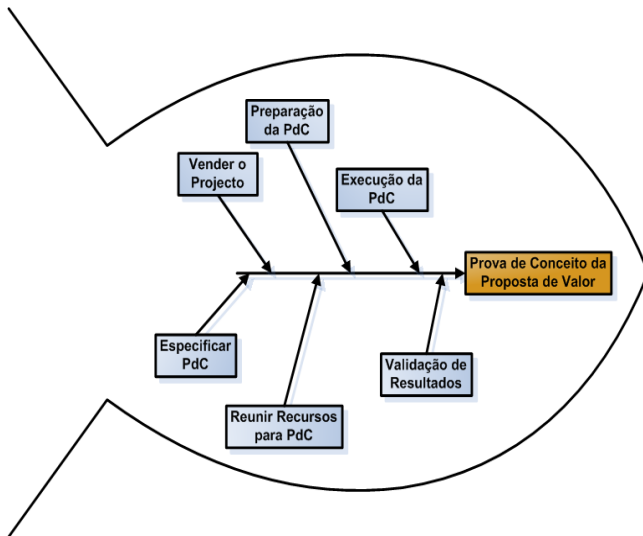 Preparação
da PdC
Vender o
Projecto
Execução da
PdC
Prova de Conceito da
Proposta de Valor
Especificar
PdC
Validação de
Resultados
Reunir Recursos
para PdC